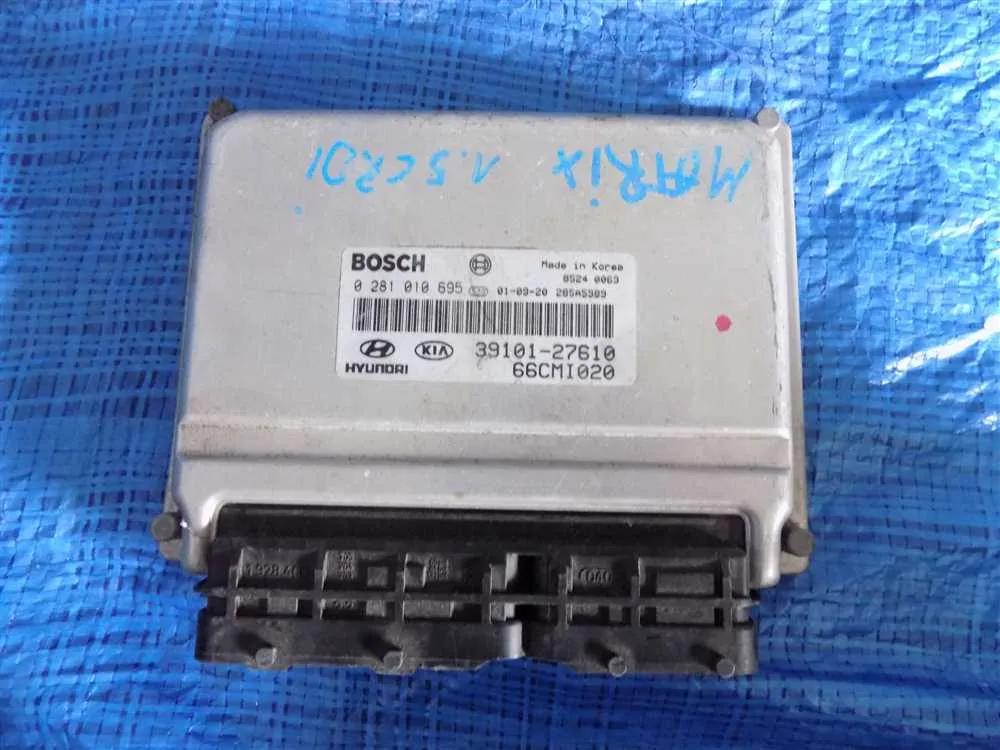 MATRix
1.5 CRDI
BOSCH
Made in Korea
8524 0063
0 281 010 695
01-09-20 285A5989
39101-27610
HYUNDAI
KIA
66CMI020